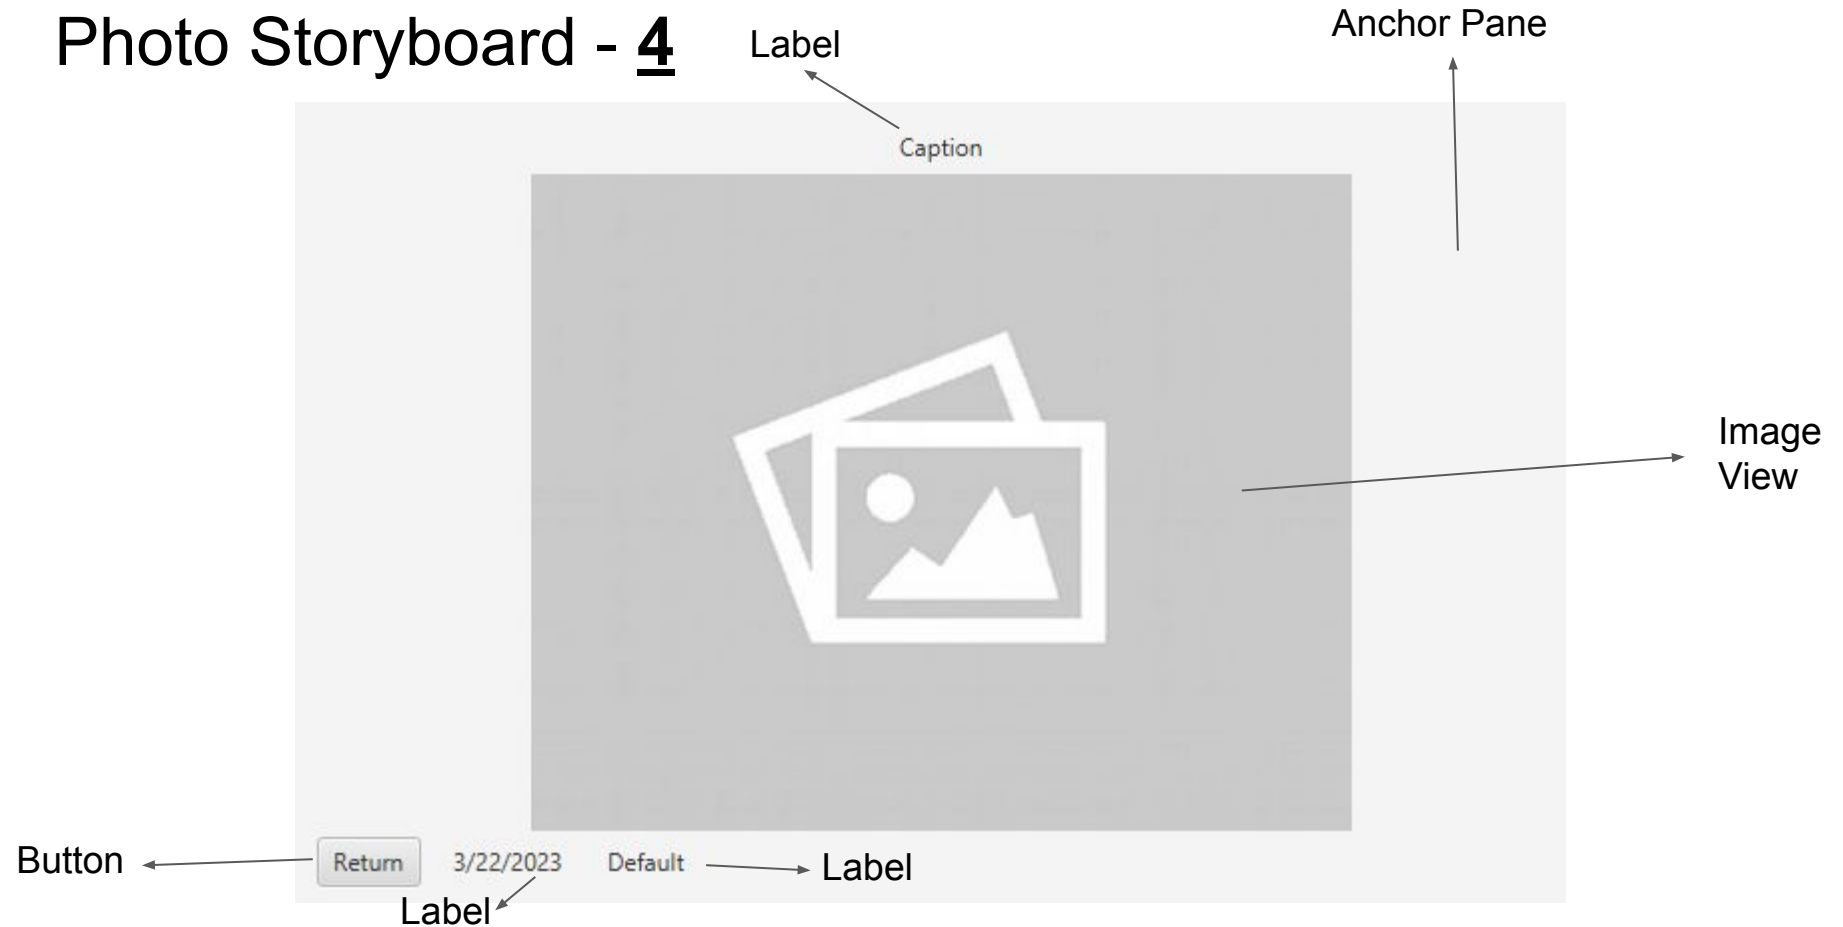 Photo Storyboard - 4
Label
Anchor Pane
Caption
Image
View
Button
Return
3/22/2023
Default
Label
Label